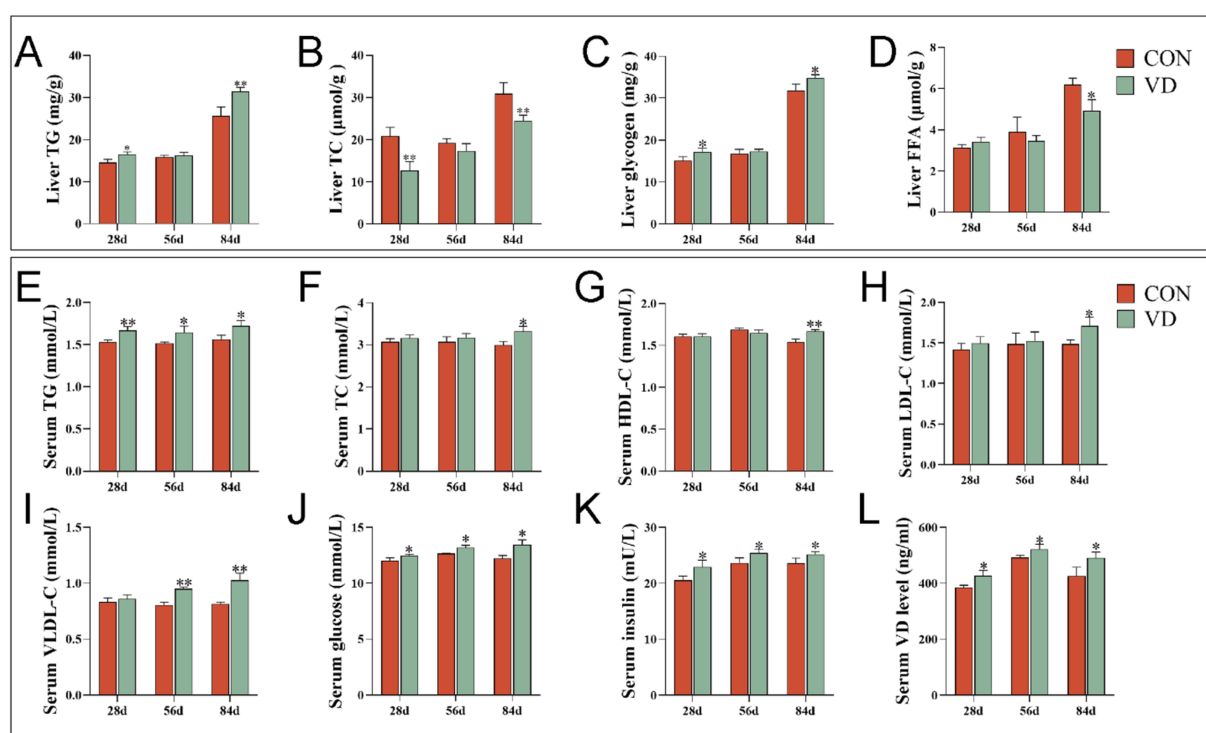 A
Liver TG (mg/g)
40
30
20
10
0
*
**
28d 56d 84d
B
Liver TC (μmol/g)
40
30
20
10
0
**
**
28d 56d 84d
C
Liver glycogen (mg/g)
40
30
20
10
0
*
*
28d 56d 84d
D
Liver FFA (μmol/g )
8
6
4
2
0
*
28d 56d 84d
CON
VD
E
Serum TG (mmol/L)
2.0
1.5
1.0
0.5
0.0
**
*
*
28d 56d 84d
F
Serum TC (mmol/L)
4
3
2
1
0
*
28d 56d 84d
G
Serum HDL-C (mmol/L)
2.0
1.5
1.0
0.5
0.0
**
28d 56d 84d
H
Serum LDL-C (mmol/L)
2.0
1.5
1.0
0.5
0.0
*
28d 56d 84d
CON
VD
I
Serum VLDL-C (mmol/L)
1.5
1.0
0.5
0.0
**
**
28d 56d 84d
J
Serum glucose (mmol/L)
15
10
5
0
*
*
*
28d 56d 84d
K
Serum insulin (mU/L)
30
20
10
0
*
*
*
28d 56d 84d
L
Serum VD level (ng/ml)
600
400
200
0
*
*
*
28d 56d 84d